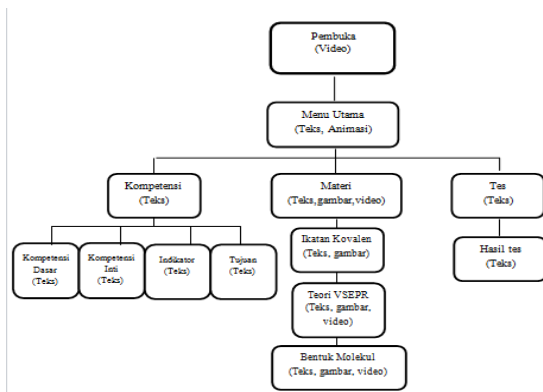 Pembuka
(Video)
Menu Utama
(Teks, Animasi)
Kompetensi
(Teks)
Materi
(Teks,gambar,video)
Tes
(Teks)
Kompetensi
Dasar
(Teks)
Kompetensi
Inti
(Teks)
Indikator
(Teks)
Tujuan
(Teks)
Ikatan Kovalen
(Teks, gambar)
Hasil tes
(Teks)
Teori VSEPR
(Teks, gambar,
video)
Bentuk Molekul
(Teks, gambar, video)